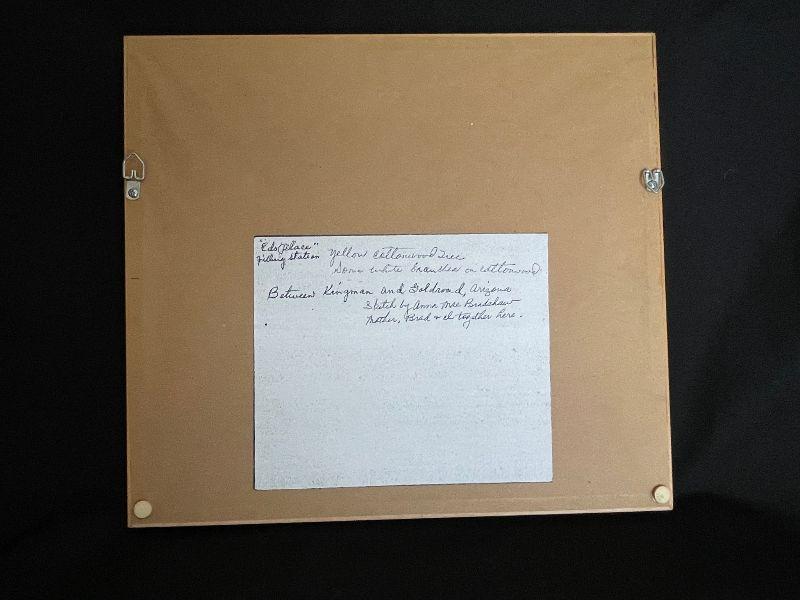 "Eds Place"
Filling Station
Yellow Cottonwood Tree
Some white branches on cottonwood
Between Kingman and Goldroad, Arizona
Sketch by Anna Mae Bradshaw
Mother, Brad & I together here.